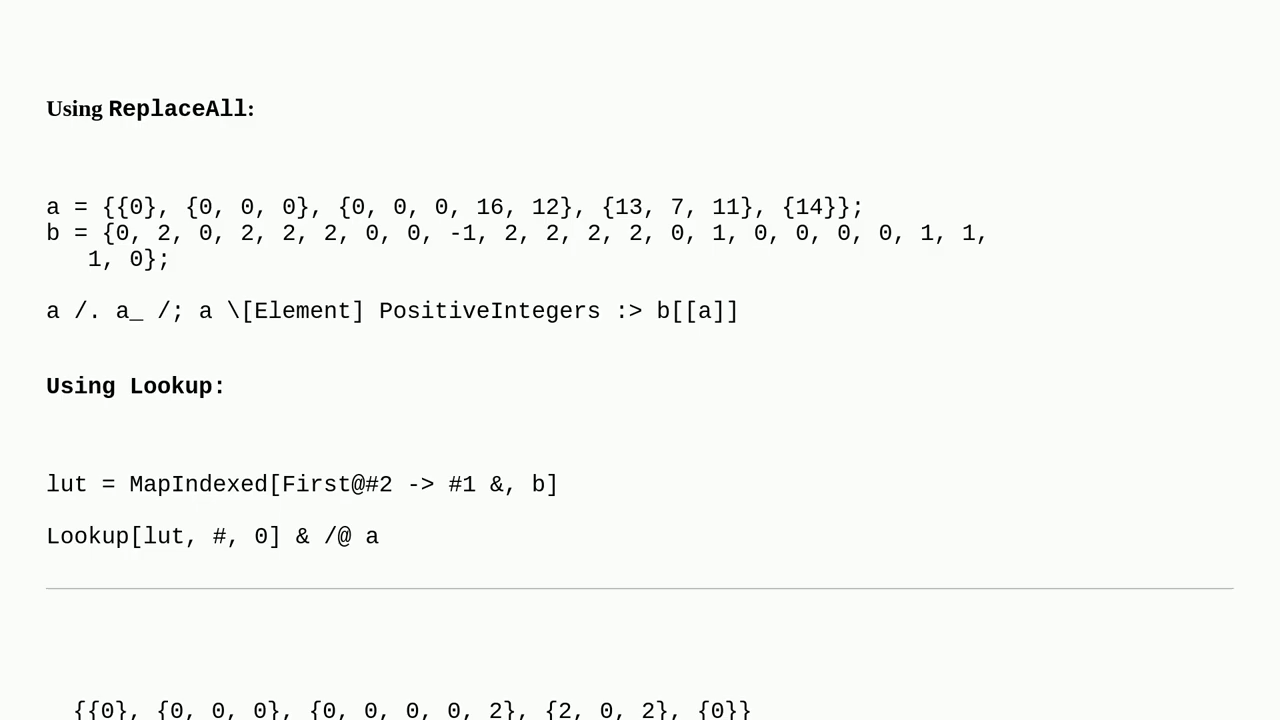 Using ReplaceAll:
a = {{0}, {0, 0, 0}, {0, 0, 0, 16, 12}, {13, 7, 11}, {14}};
b = {0, 2, 0, 2, 2, 2, 0, 0, -1, 2, 2, 2, 2, 0, 1, 0, 0, 0, 0, 1, 1,
1, 0};
a /. a_ /; a \[Element] PositiveIntegers :> b[[a]]
Using Lookup:
lut = MapIndexed[First@#2 -> #1 &, b]
Lookup[lut, #, 0] & /@ a
{{0}, {0, 0, 0}, {0, 0, 0, 0, 2}, {2, 0, 2}, {0}}